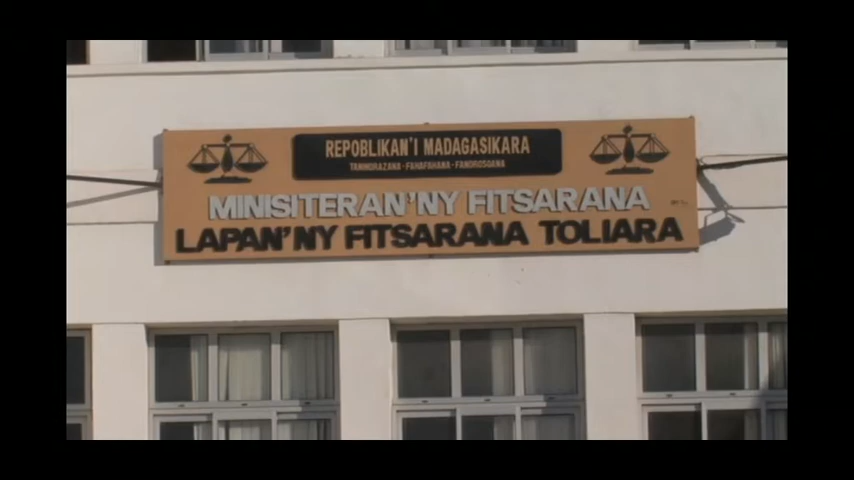 REPOBLIKAN'I MADAGASIKARA
TANINDRAZANA - FAHAFAHANA - FANDROSOANA
MINISITERAN'NY FITSARANA
LAPAN'NY FITSARANA TOLIARA